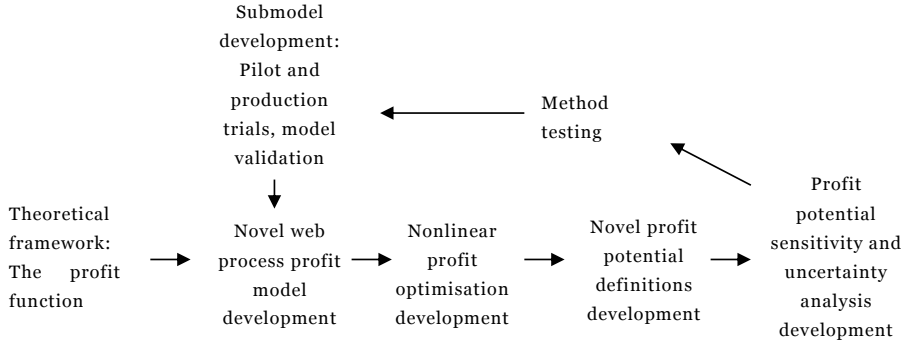 Submodel
development:
Pilot and
production
trials, model
validation
Method
testing
Theoretical
framework:
The profit
function
Novel web
process profit
model
development
Nonlinear
profit
optimisation
development
Novel profit
potential
definitions
development
Profit
potential
sensitivity and
uncertainty
analysis
development